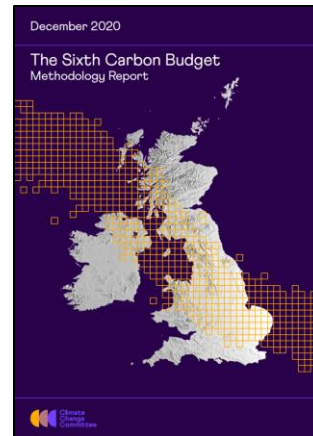 December 2020
The Sixth Carbon Budget
Methodology Report
Climate
Change
Committee